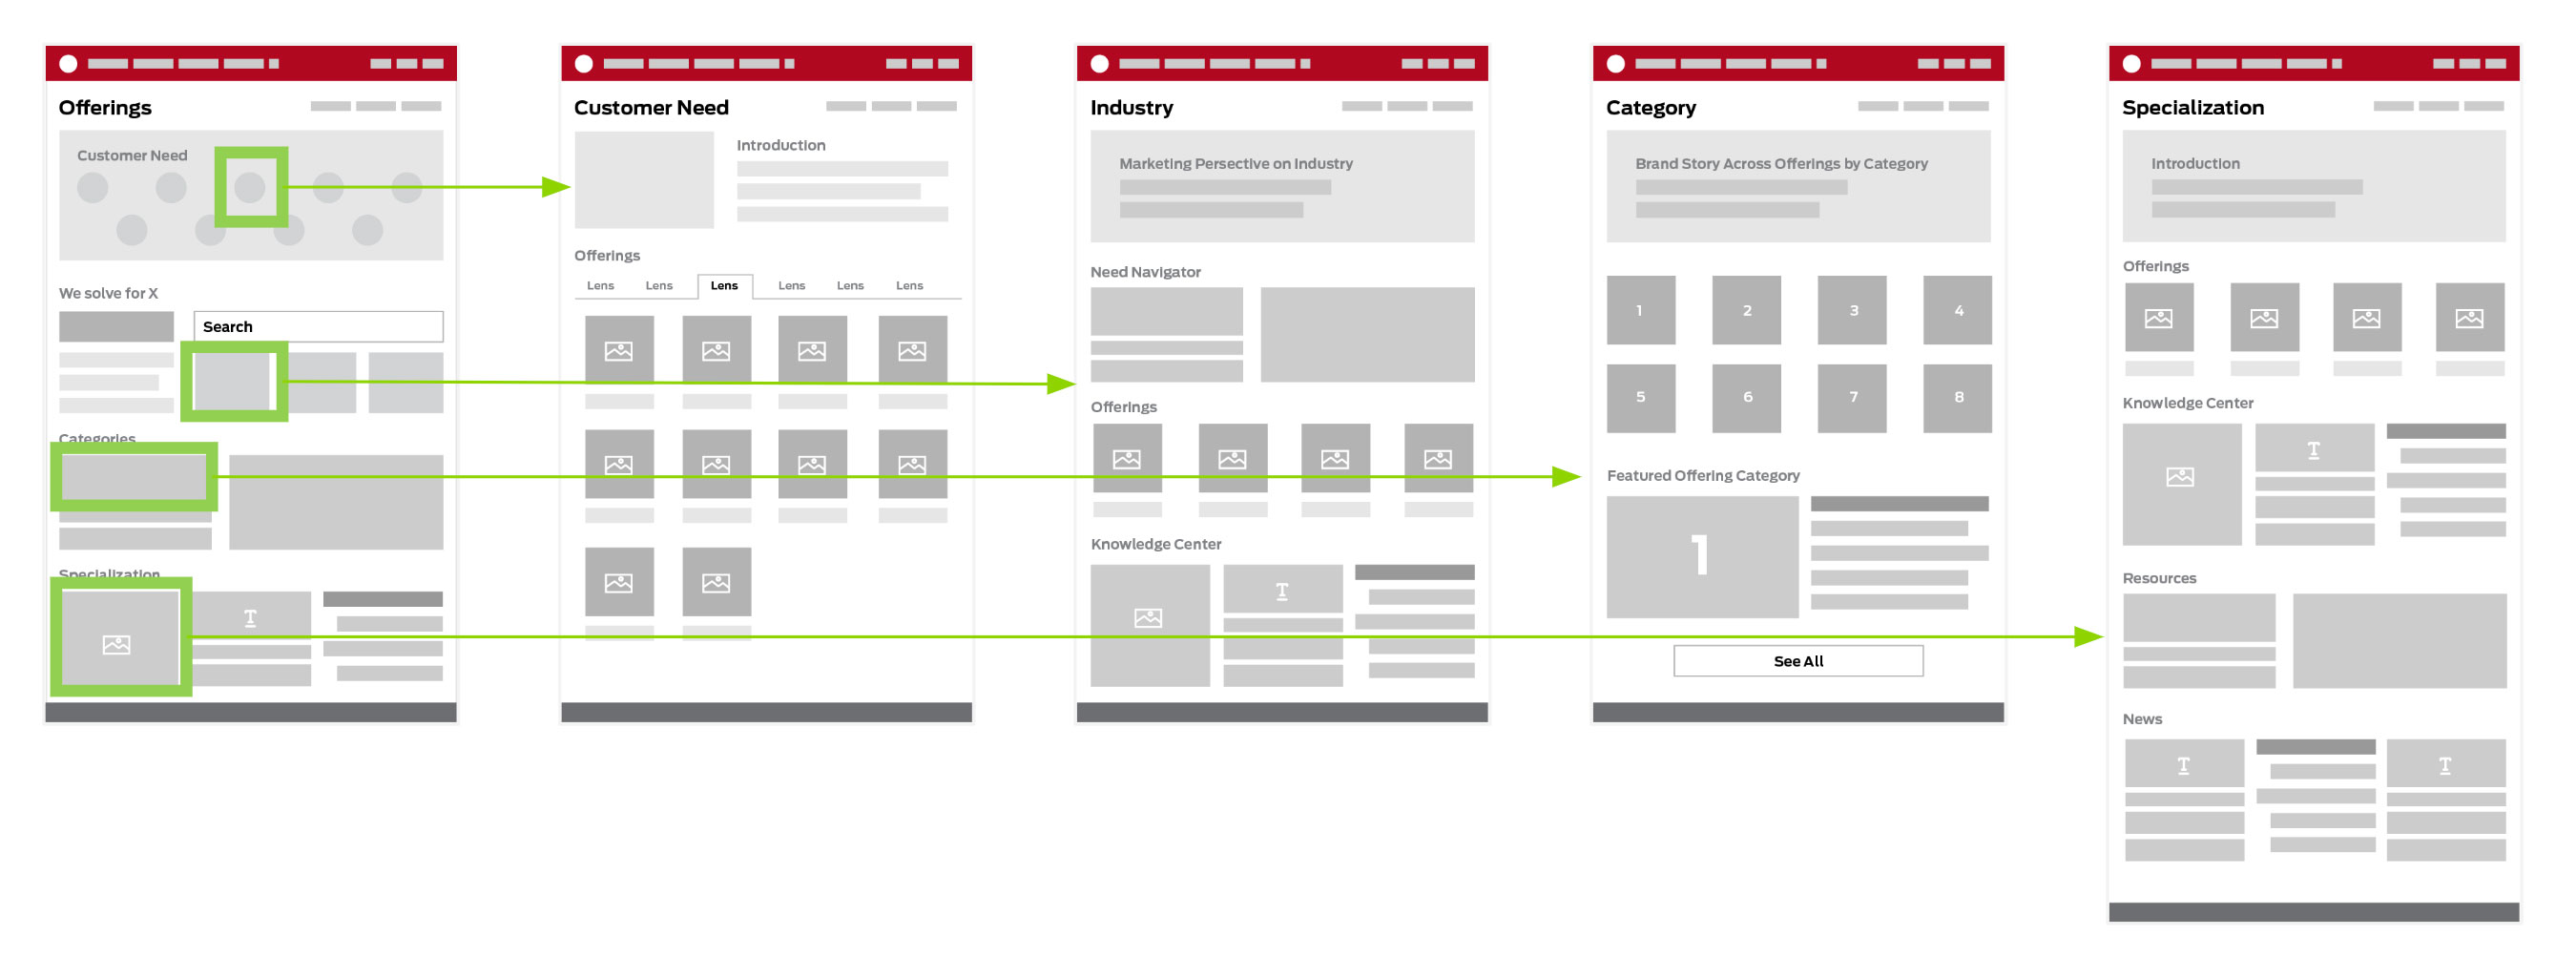 Offerings
Customer Need
We solve for X
Search
Categories
Specialization
T
Customer Need
Introduction
Offerings
Lens Lens Lens Lens Lens Lens
Industry
Marketing Persective on Industry
Need Navigator
Offerings
Knowledge Center
T
Category
Brand Story Across Offerings by Category
1 2 3 4
5 6 7 8
Featured Offering Category
1
See All
Specialization
Introduction
Offerings
Knowledge Center
T
Resources
News
T T